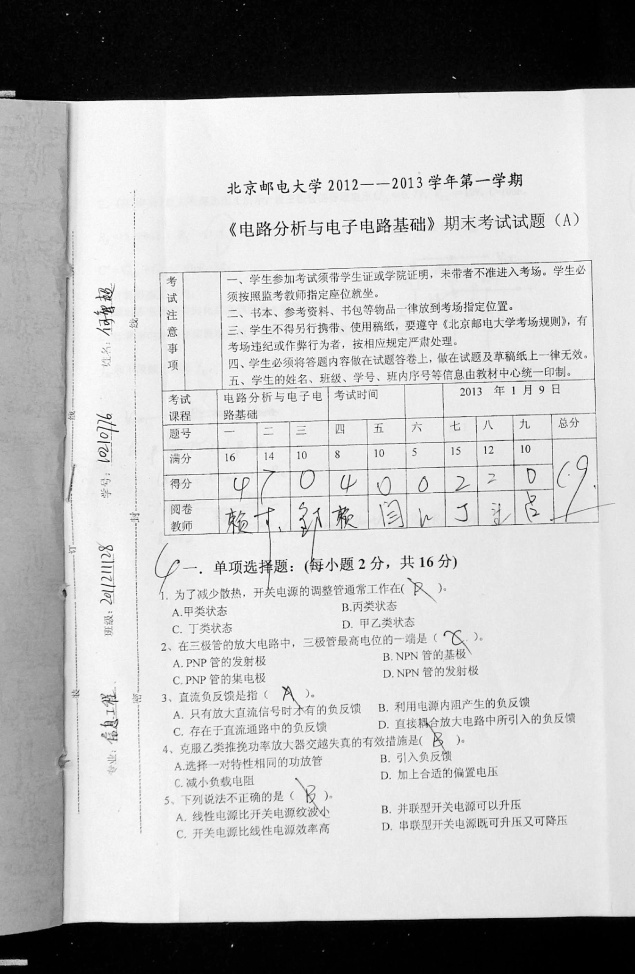 北京邮电大学 2012——2013 学年第一学期
《电路分析与电子电路基础》期末考试试题（A）
考试注意事项
一、学生参加考试须带学生证或学院证明，未带者不准进入考场。学生必
须按照监考教师指定座位就坐。
二、书本、参考资料、书包等物品一律放到考场指定位置。
三、学生不得另行携带、使用稿纸，要遵守《北京邮电大学考场规则》，有
考场违纪或作弊行为者，按相应规定严肃处理。
四、学生必须将答题内容做在试题答卷上，做在试题及草稿纸上一律无效。
五、学生的姓名、班级、学号、班内序号等信息由教材中心统一印制。
考试课程 电路分析与电子电路基础 考试时间 2013 年 1 月 9 日
题号 一 二 三 四 五 六 七 八 九 总分
满分 16 14 10 8 10 5 15 12 10
得分 4 7 0 4 0 0 2 2 0 19
阅卷教师
4 一．单项选择题：(每小题 2 分，共 16 分)
1. 为了减少散热，开关电源的调整管通常工作在( B )。
A.甲类状态 B.丙类状态
C. 丁类状态 D. 甲乙类状态
2、在三极管的放大电路中，三极管最高电位的一端是（ C ）。
A. PNP 管的发射极 B. NPN 管的基极
C. PNP 管的集电极 D. NPN 管的发射极
3、直流负反馈是指（ A ）。
A. 只有放大直流信号时才有的负反馈 B. 利用电源内阻产生的负反馈
C. 存在于直流通路中的负反馈 D. 直接耦合放大电路中所引入的负反馈
4、克服乙类推挽功率放大器交越失真的有效措施是( B )。
A.选择一对特性相同的功放管 B. 引入负反馈
C. 减小负载电阻 D. 加上合适的偏置电压
5、下列说法不正确的是（ B ）。
A. 线性电源比开关电源纹波小 B. 并联型开关电源可以升压
C. 开关电源比线性电源效率高 D. 串联型开关电源既可升压又可降压
专业：信息工程
班级：2011211128
学号：10210776
姓名：
装
订
线
密
封
线